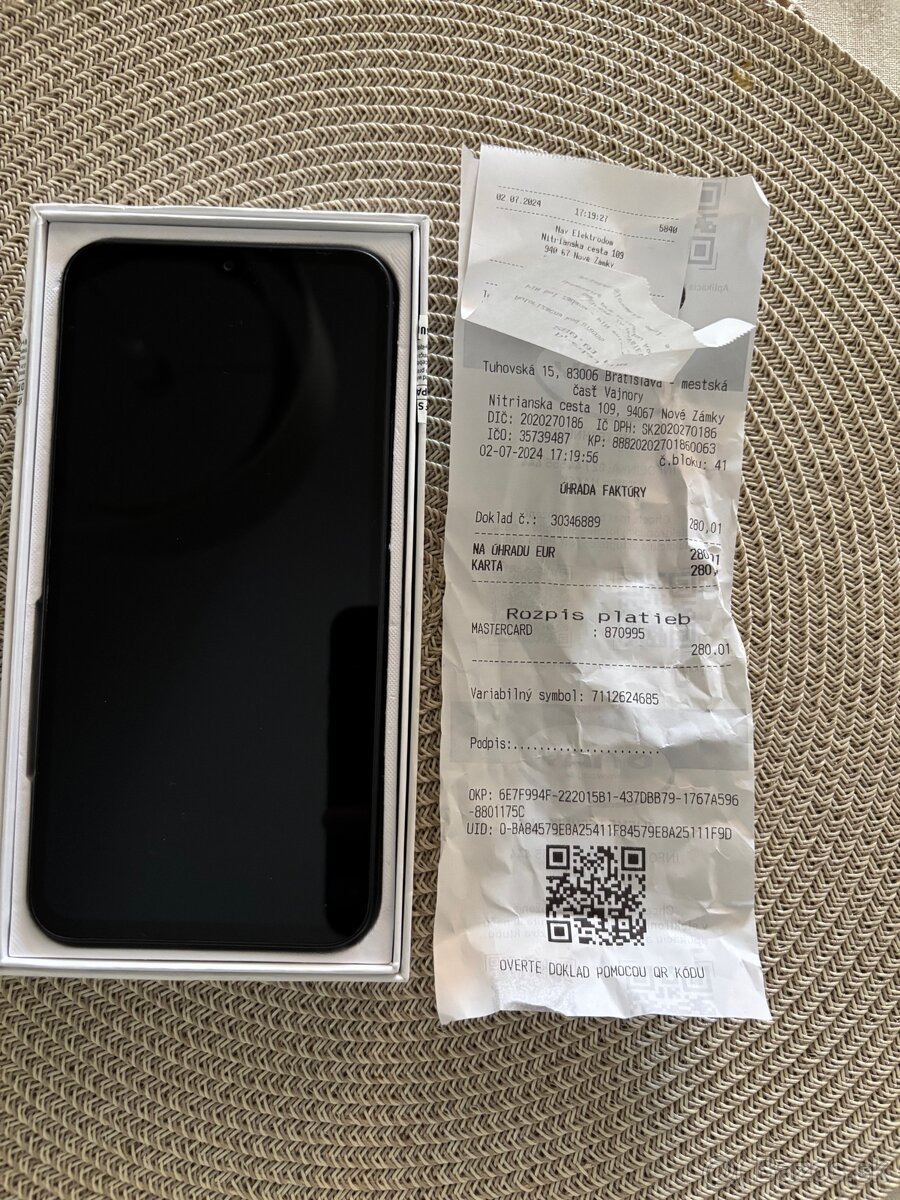 02.07.2024 17:19:27 5840
Nay Elektrodom
Nitrianska cesta 109
940 67 Nové Zámky
Tuhovská 15, 83006 Bratislava - mestská
časť Vajnory
Nitrianska cesta 109, 94067 Nové Zámky
DIČ: 2020270186 IČ DPH: SK2020270186
IČO: 35739487 KP: 88820202701860063
02-07-2024 17:19:56 č.bloku: 41
ÚHRADA FAKTÚRY
Doklad č.: 30346889 280,01
NA ÚHRADU EUR
KARTA
Rozpis platieb
MASTERCARD : 870995
280,01
Variabilný symbol: 7112624685
Podpis:......................
OKP: 6E7F994F-222015B1-437DBB79-1767A596
-8801175C
UID: O-BA84579E8A25411F84579E8A25111F9D
OVERTE DOKLAD POMOCOU QR KÓDU